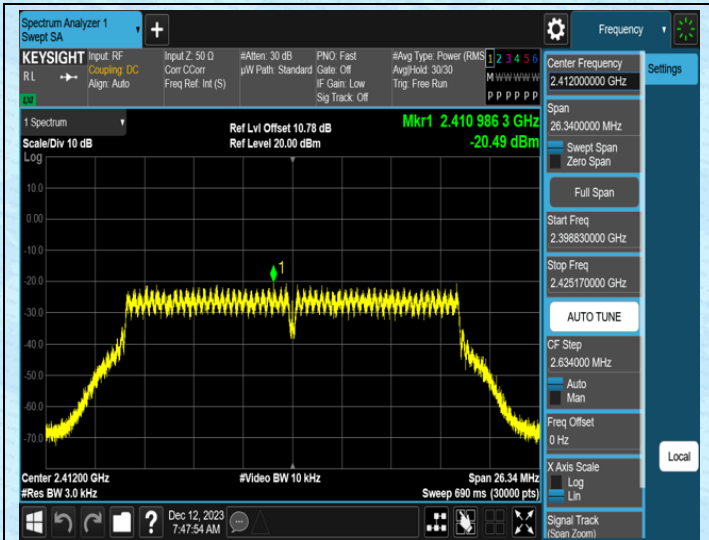 Spectrum Analyzer 1
Swept SA
Frequency
KEYSIGHT
RL
LXI
Input: RF
Coupling: DC
Align: Auto
Input Z: 50 Ω
Corr CCorr
Freq Ref: Int (S)
#Atten: 30 dB
µW Path: Standard
PNO: Fast
Gate: Off
IF Gain: Low
Sig Track: Off
#Avg Type: Power (RMS
Avg|Hold: 30/30
Trig: Free Run
1 2 3 4 5 6
M W W W W W
P P P P P P
1 Spectrum
Scale/Div 10 dB
Log
Ref Lvl Offset 10.78 dB
Ref Level 20.00 dBm
Mkr1 2.410 986 3 GHz
-20.49 dBm
10.0
0.00
-10.0
-20.0
-30.0
-40.0
-50.0
-60.0
-70.0
1
Center 2.41200 GHz
#Res BW 3.0 kHz
#Video BW 10 kHz
Span 26.34 MHz
Sweep 690 ms (30000 pts)
?
Dec 12, 2023
7:47:54 AM
Center Frequency
2.412000000 GHz
Span
26.3400000 MHz
Swept Span
Zero Span
Full Span
Start Freq
2.398830000 GHz
Stop Freq
2.425170000 GHz
AUTO TUNE
CF Step
2.634000 MHz
Auto
Man
Freq Offset
0 Hz
X Axis Scale
Log
Lin
Signal Track
(Span Zoom)
Settings
Local